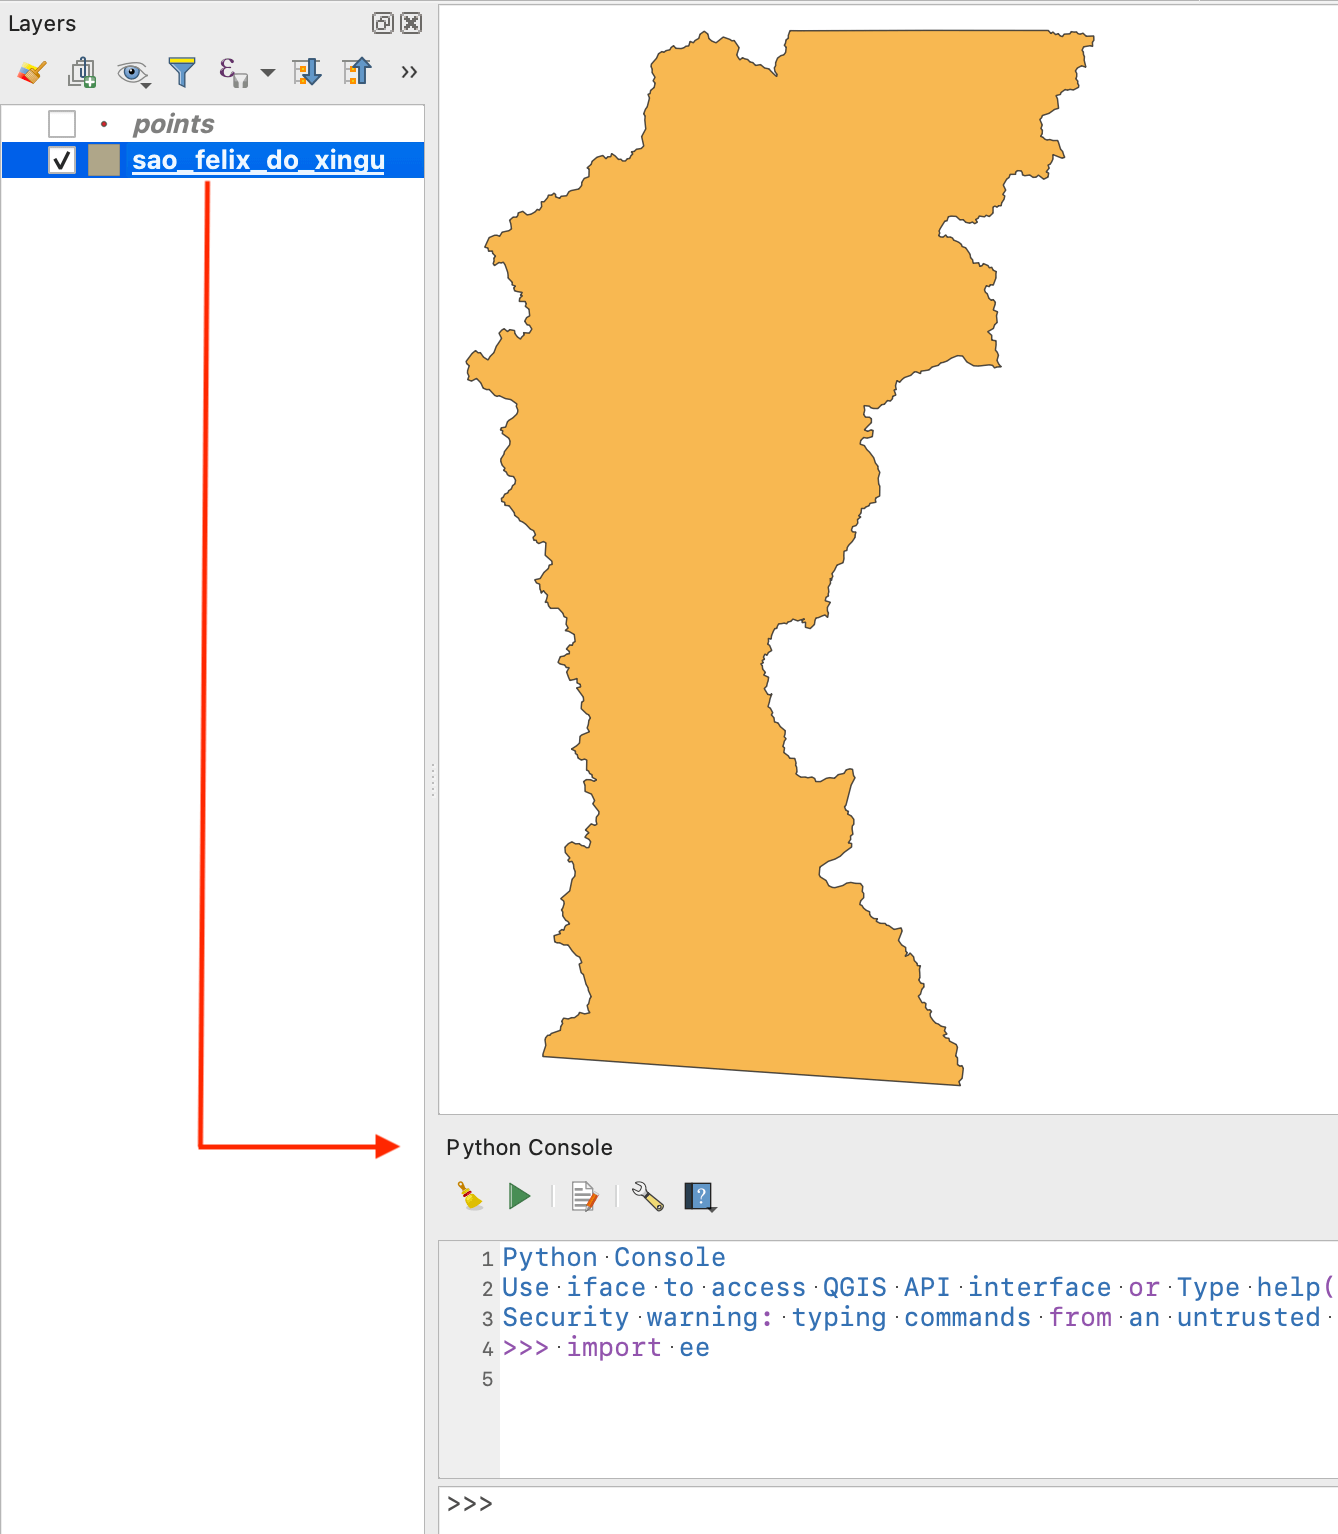 Layers
ε
»
points
sao_felix_do_xingu
Python Console
1 Python Console
2 Use iface to access QGIS API interface or Type help(
3 Security warning: typing commands from an untrusted
4 >>> import ee
5
>>>